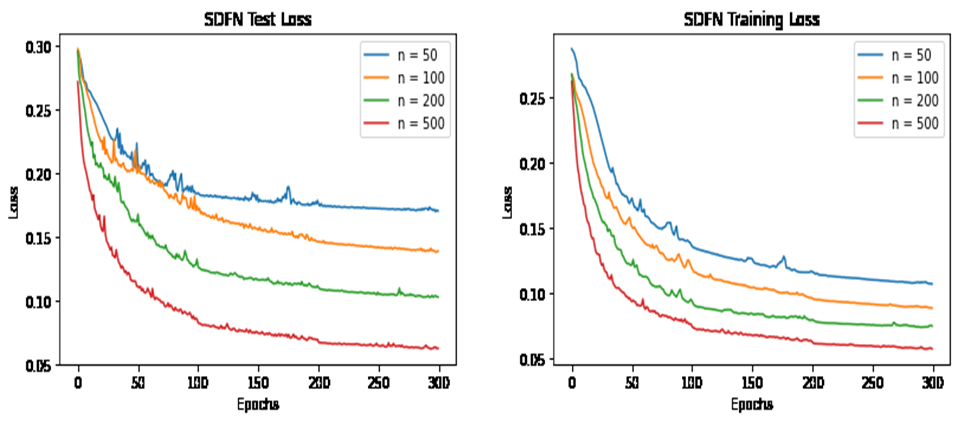 SDFN Test Loss
0.30
0.25
0.20
0.15
0.10
0.05
Loss
0 50 100 150 200 250 300
Epochs
n = 50
n = 100
n = 200
n = 500
SDFN Training Loss
0.25
0.20
0.15
0.10
0.05
Loss
0 50 100 150 200 250 300
Epochs
n = 50
n = 100
n = 200
n = 500